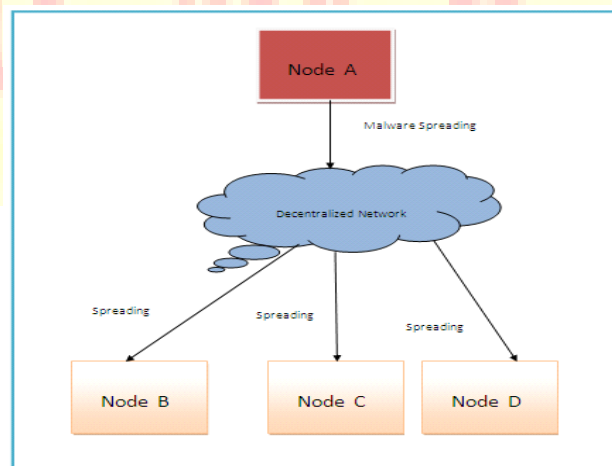 Node A
Malware Spreading
Decentralized Network
Spreading
Spreading
Spreading
Node B
Node C
Node D